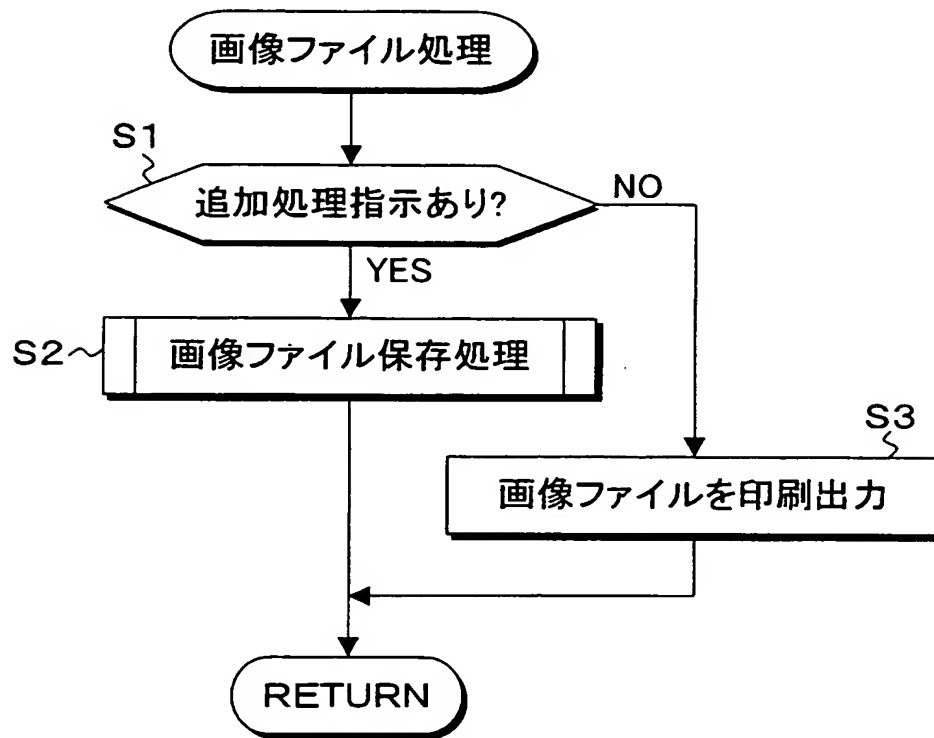 画像ファイル処理
S1
追加処理指示あり?
NO
YES
S2
画像ファイル保存処理
S3
画像ファイルを印刷出力
RETURN